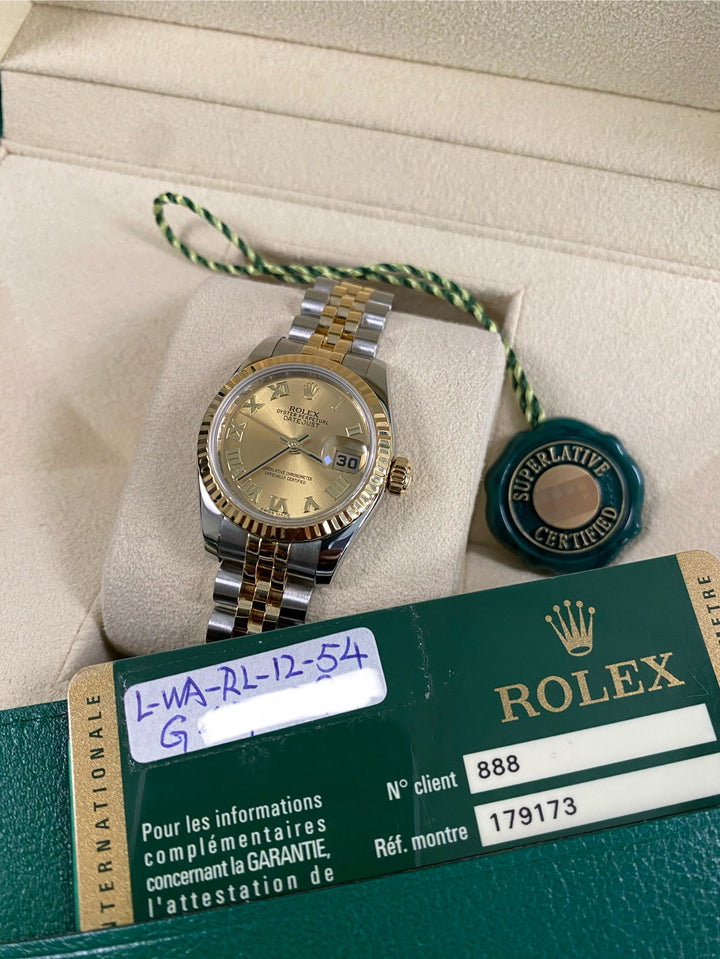 ROLEX
OYSTER PERPETUAL
DATEJUST
30
SUPERLATIVE CHRONOMETER
OFFICIALLY CERTIFIED
SUPERLATIVE
CERTIFIED
L-WA-RL-12-54
G
ROLEX
N° client 888
Réf. montre 179173
Pour les informations
complémentaires
concernant la GARANTIE,
l'attestation de